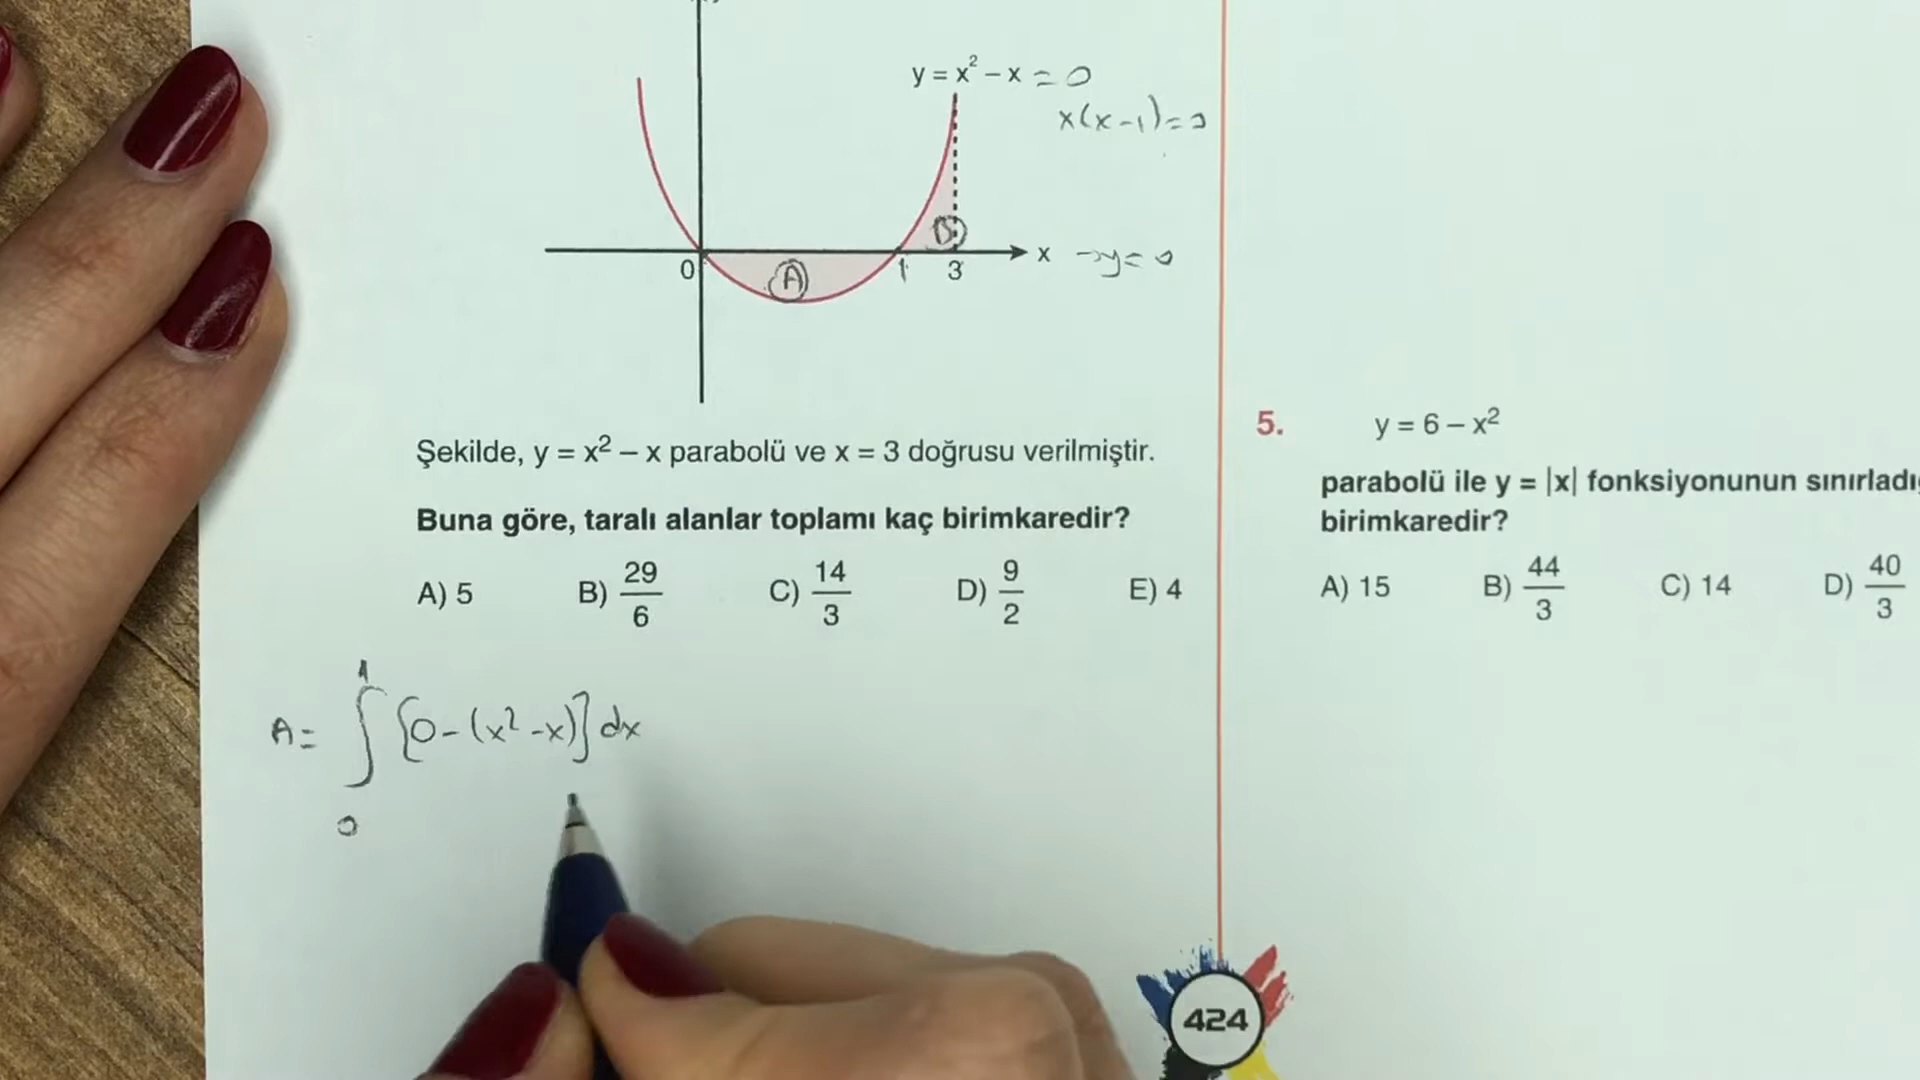 y = x² – x = 0
x(x-1)=0
B
0
A
1
3
x → y = 0
Şekilde, y = x² – x parabolü ve x = 3 doğrusu verilmiştir.
Buna göre, taralı alanlar toplamı kaç birimkaredir?
A) 5 B) 29/6 C) 14/3 D) 9/2 E) 4
A = ∫₀¹ [0-(x²-x)] dx
5. y = 6 – x²
parabolü ile y = |x| fonksiyonunun
birimkaredir?
A) 15 B) 44/3 C) 14 D) 40/3
424